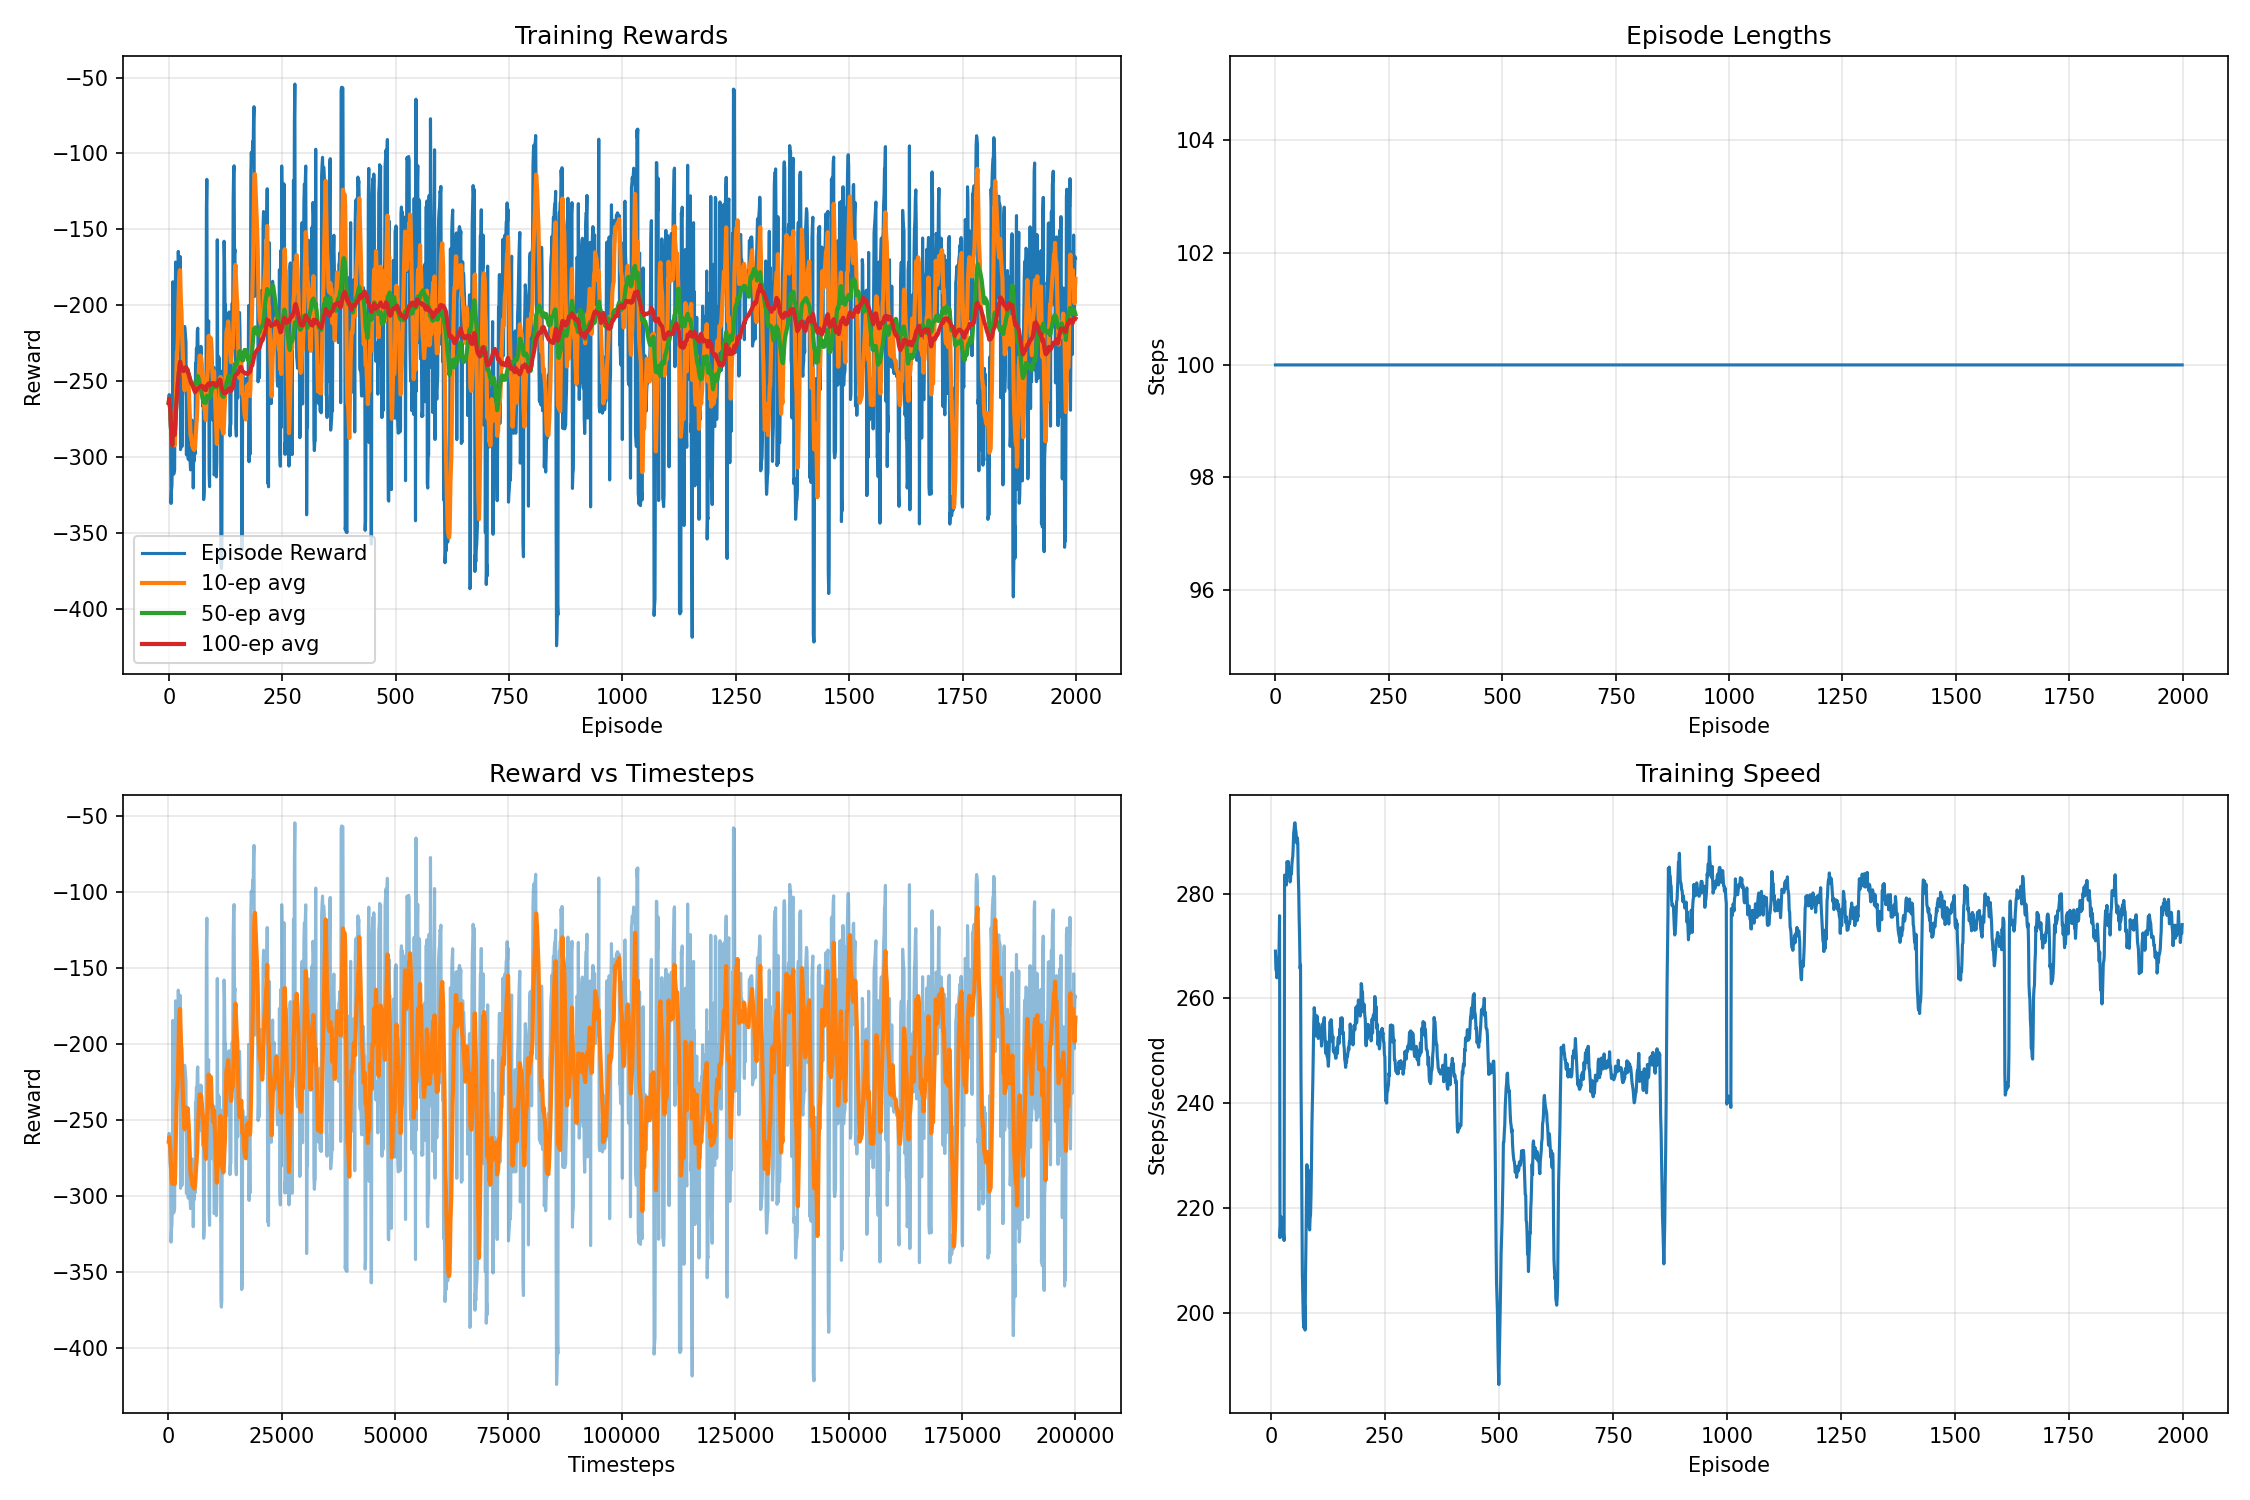 Training Rewards
Reward
−50
−100
−150
−200
−250
−300
−350
−400
Episode Reward
10-ep avg
50-ep avg
100-ep avg
0 250 500 750 1000 1250 1500 1750 2000
Episode
Episode Lengths
Steps
104
102
100
98
96
0 250 500 750 1000 1250 1500 1750 2000
Episode
Reward vs Timesteps
Reward
−50
−100
−150
−200
−250
−300
−350
−400
0 25000 50000 75000 100000 125000 150000 175000 200000
Timesteps
Training Speed
Steps/second
280
260
240
220
200
0 250 500 750 1000 1250 1500 1750 2000
Episode